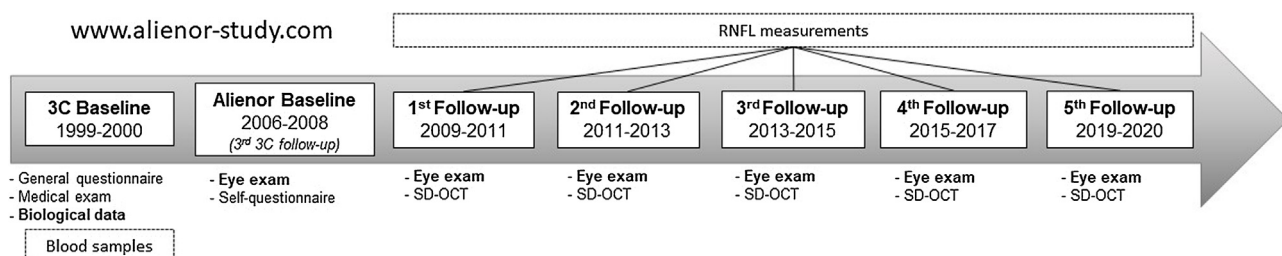 www.alienor-study.com
RNFL measurements
3C Baseline
1999-2000
Alienor Baseline
2006-2008
(3rd 3C follow-up)
1st Follow-up
2009-2011
2nd Follow-up
2011-2013
3rd Follow-up
2013-2015
4th Follow-up
2015-2017
5th Follow-up
2019-2020
- General questionnaire
- Medical exam
- Biological data
- Eye exam
- Self-questionnaire
- Eye exam
- SD-OCT
- Eye exam
- SD-OCT
- Eye exam
- SD-OCT
- Eye exam
- SD-OCT
- Eye exam
- SD-OCT
Blood samples